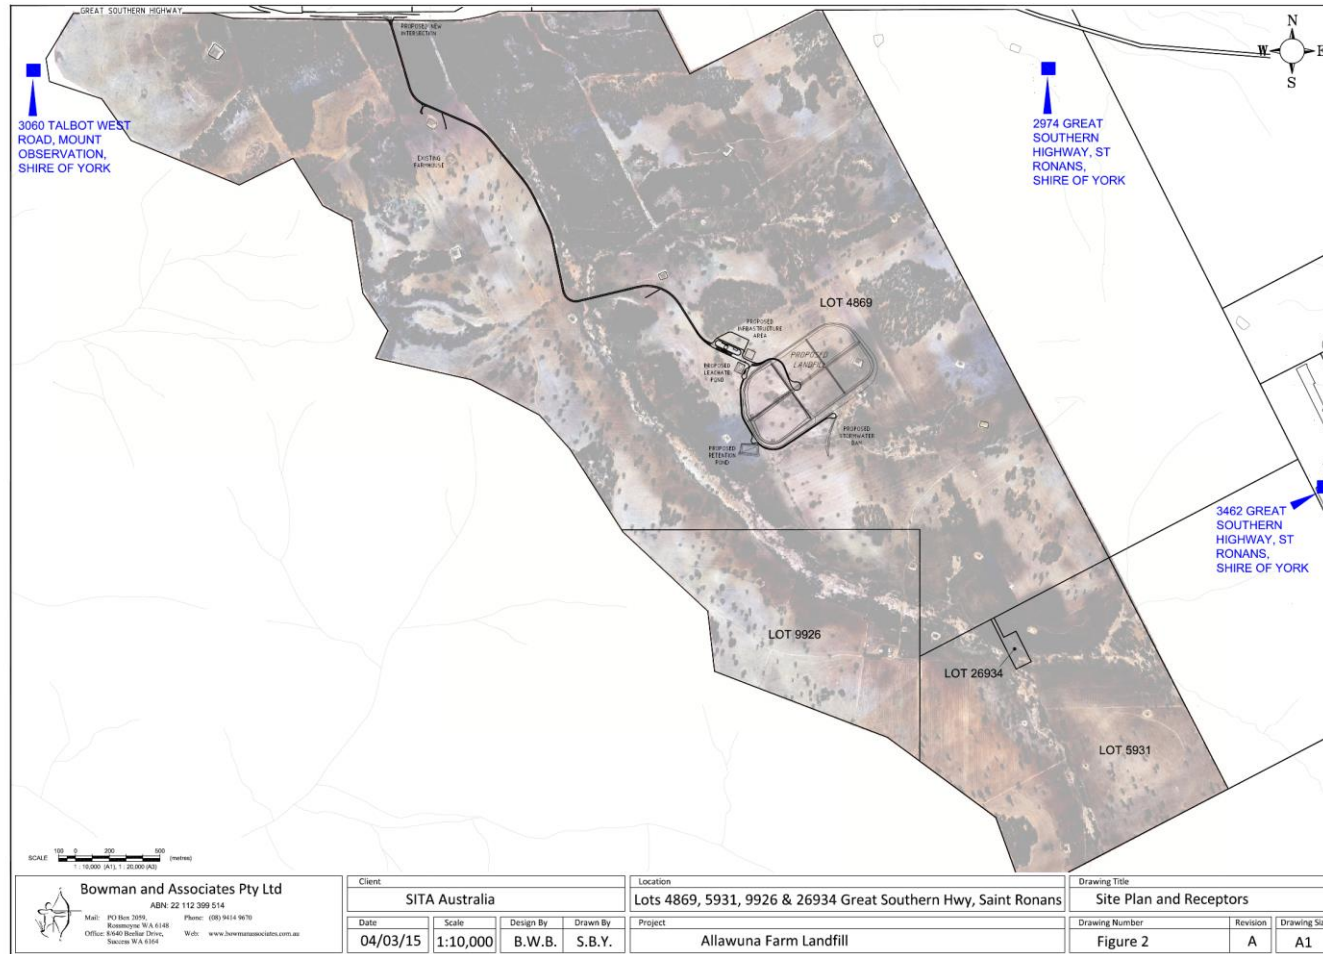 GREAT SOUTHERN HIGHWAY
PROPOSED NEW
INTERSECTION
N
W
E
S
3060 TALBOT WEST
ROAD, MOUNT
OBSERVATION,
SHIRE OF YORK
2974 GREAT
SOUTHERN
HIGHWAY, ST
RONANS,
SHIRE OF YORK
EXISTING
FARMHOUSE
LOT 4869
PROPOSED
INFRASTRUCTURE
AREA
PROPOSED
LANDFILL
PROPOSED
LEACHATE
POND
PROPOSED
STORMWATER
DAM
PROPOSED
RETENTION
POND
3462 GREAT
SOUTHERN
HIGHWAY, ST
RONANS,
SHIRE OF YORK
LOT 9926
LOT 26934
LOT 5931
SCALE
100 0 200 500
(metres)
1 : 10,000 (A1), 1 : 20,000 (A3)
Bowman and Associates Pty Ltd
ABN: 22 112 399 514
Mail: PO Box 2059, Phone: (08) 9414 9670
Rossmoyne WA 6148
Office: 8/640 Beeliar Drive, Web: www.bowmanassociates.com.au
Success WA 6164
Client
SITA Australia
Date
04/03/15
Scale
1:10,000
Design By
B.W.B.
Drawn By
S.B.Y.
Location
Lots 4869, 5931, 9926 & 26934 Great Southern Hwy, Saint Ronans
Project
Allawuna Farm Landfill
Drawing Title
Site Plan and Receptors
Drawing Number
Figure 2
Revision
A
Drawing Siz
A1